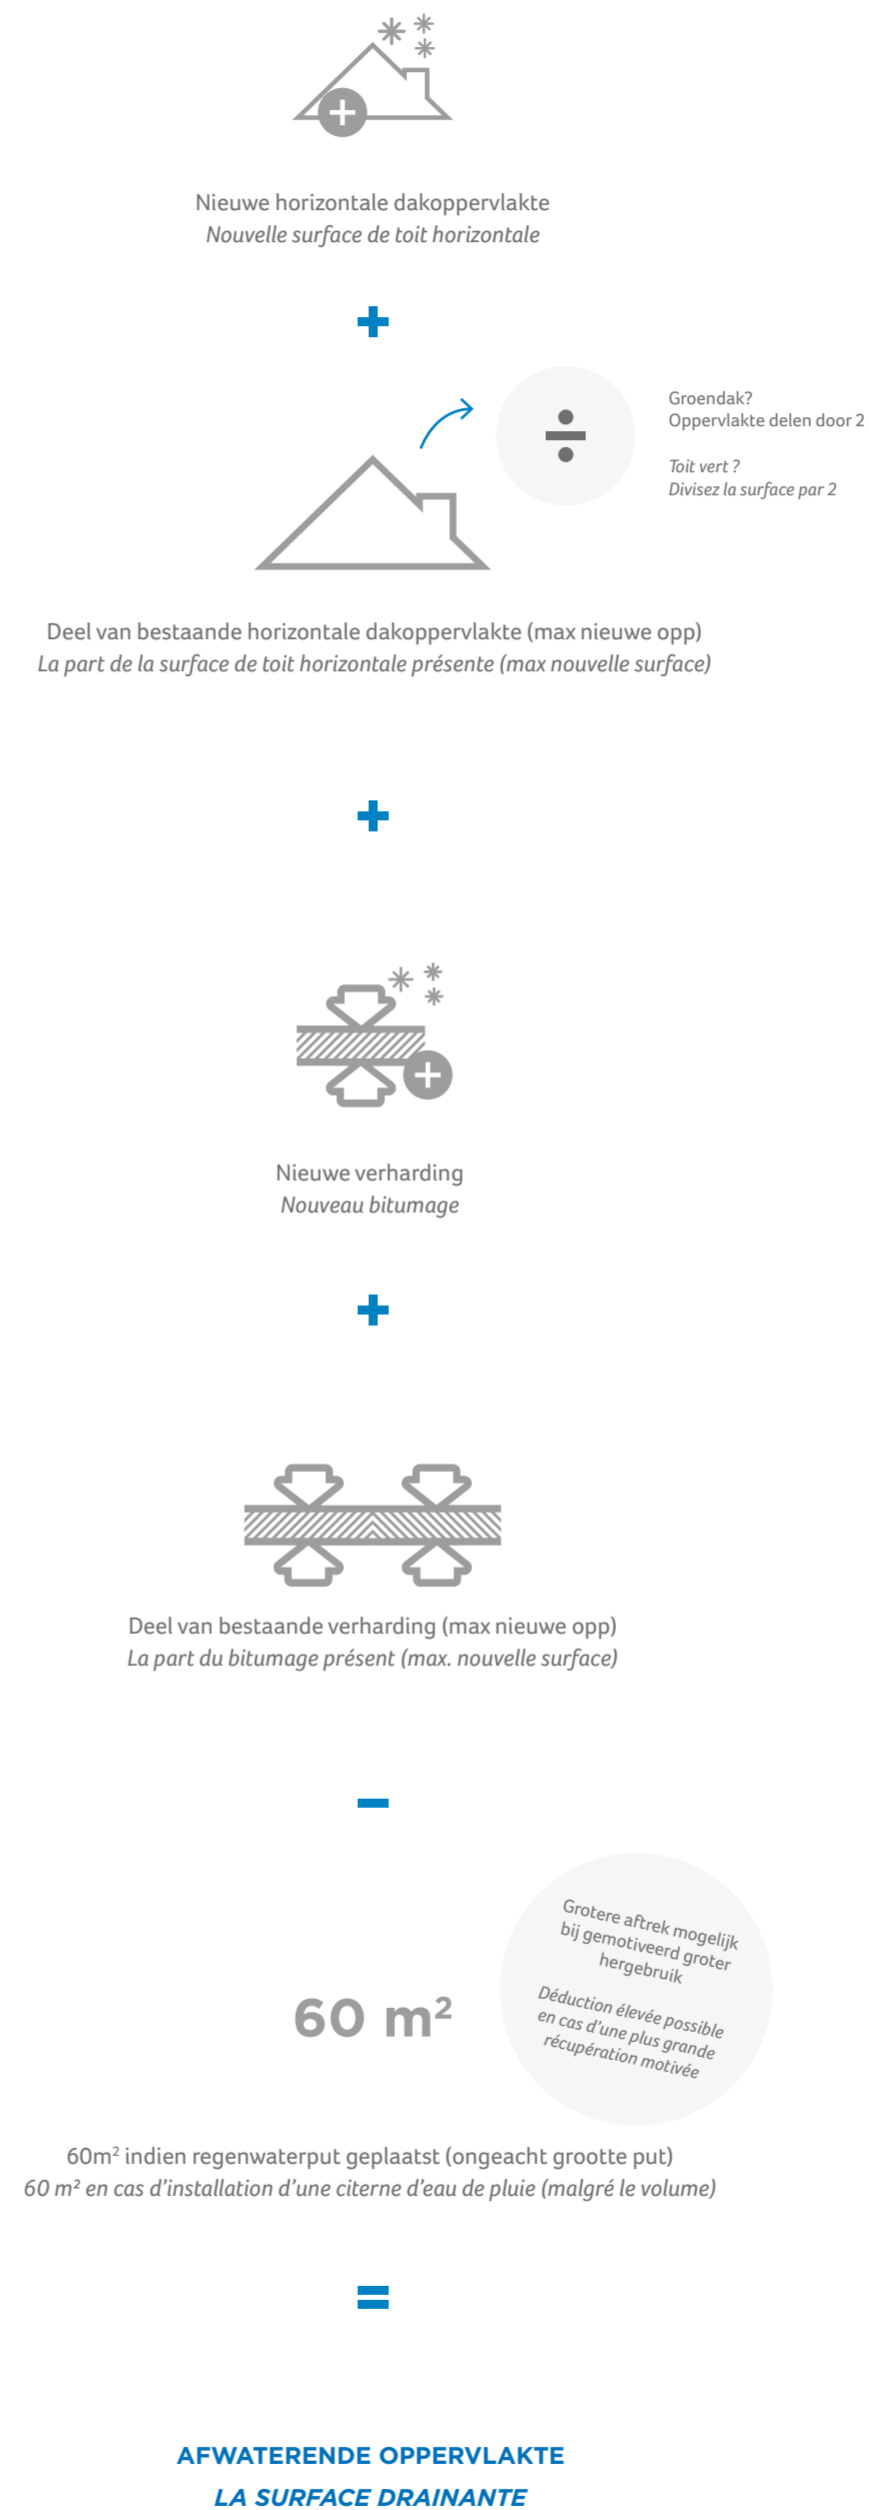 Nieuwe horizontale dakoppervlakte
Nouvelle surface de toit horizontale
+
÷
Groendak?
Oppervlakte delen door 2
Toit vert ?
Divisez la surface par 2
Deel van bestaande horizontale dakoppervlakte (max nieuwe opp)
La part de la surface de toit horizontale présente (max nouvelle surface)
+
Nieuwe verharding
Nouveau bitumage
+
Deel van bestaande verharding (max nieuwe opp)
La part du bitumage présent (max. nouvelle surface)
–
60 m²
Grotere aftrek mogelijk
bij gemotiveerd groter
hergebruik
Déduction élevée possible
en cas d'une plus grande
récupération motivée
60m² indien regenwaterput geplaatst (ongeacht grootte put)
60 m² en cas d'installation d'une citerne d'eau de pluie (malgré le volume)
=
AFWATERENDE OPPERVLAKTE
LA SURFACE DRAINANTE